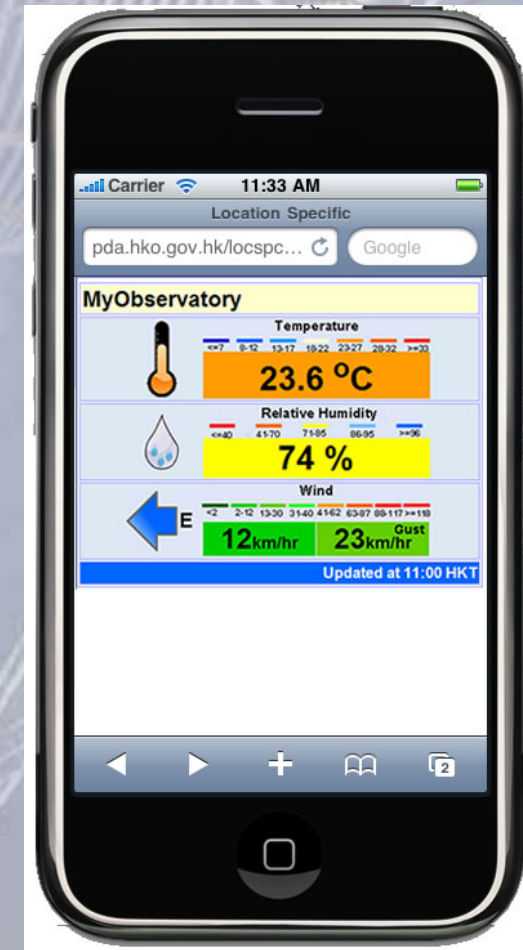 Carrier 11:33 AM
Location Specific
pda.hko.gov.hk/locspc... Google
MyObservatory
Temperature
<=7 8-12 13-17 18-22 23-27 28-32 >=33
23.6 °C
Relative Humidity
<=40 41-70 71-85 86-95 >=96
74 %
Wind
E
<2 2-12 13-30 31-40 41-62 63-87 88-117 >=118
12km/hr 23km/hr Gust
Updated at 11:00 HKT
2